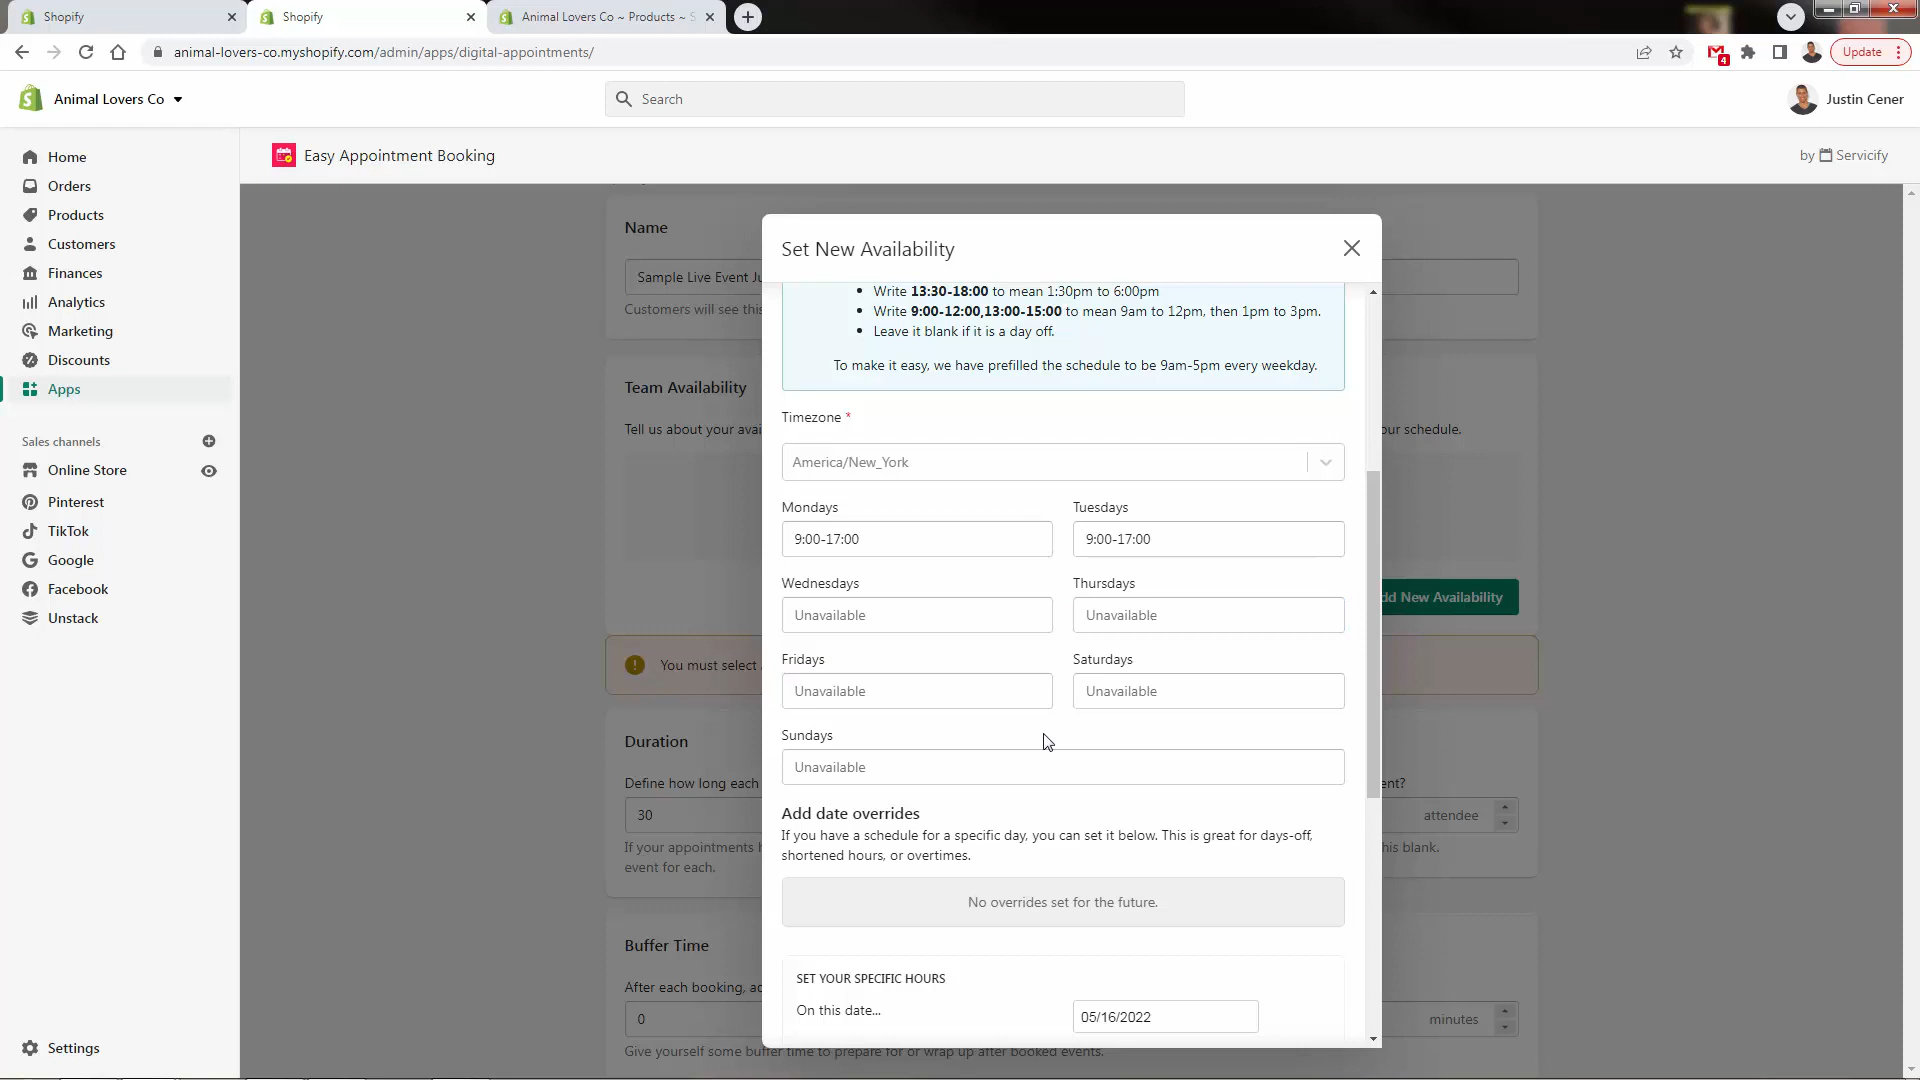 Shopify
Shopify
Animal Lovers Co ~ Products ~ S
animal-lovers-co.myshopify.com/admin/apps/digital-appointments/
4
Update
Animal Lovers Co
Search
Justin Cener
Home
Orders
Products
Customers
Finances
Analytics
Marketing
Discounts
Apps
Sales channels
Online Store
Pinterest
TikTok
Google
Facebook
Unstack
Settings
Easy Appointment Booking
by Servicify
Name
Sample Live Event Ju
Customers will see this
Team Availability
Tell us about your avai
our schedule.
dd New Availability
You must select
Duration
Define how long each
ent?
30
attendee
If your appointments h
his blank.
event for each.
Buffer Time
After each booking, ad
0
minutes
Give yourself some buffer time to prepare for or wrap up after booked events.
Set New Availability
Write 13:30-18:00 to mean 1:30pm to 6:00pm
Write 9:00-12:00,13:00-15:00 to mean 9am to 12pm, then 1pm to 3pm.
Leave it blank if it is a day off.
To make it easy, we have prefilled the schedule to be 9am-5pm every weekday.
Timezone *
America/New_York
Mondays
Tuesdays
9:00-17:00
9:00-17:00
Wednesdays
Thursdays
Unavailable
Unavailable
Fridays
Saturdays
Unavailable
Unavailable
Sundays
Unavailable
Add date overrides
If you have a schedule for a specific day, you can set it below. This is great for days-off,
shortened hours, or overtimes.
No overrides set for the future.
SET YOUR SPECIFIC HOURS
On this date...
05/16/2022